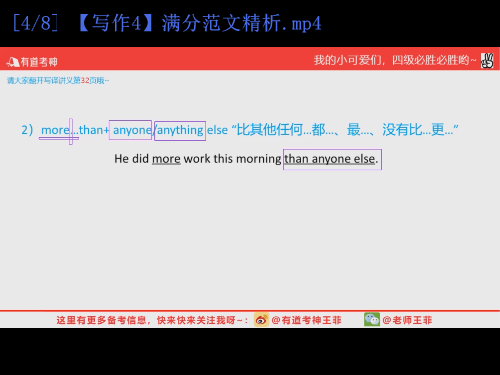 [4/8] 【写作4】满分范文精析.mp4
有道考神
我的小可爱们，四级必胜必胜哟~
请大家翻开写译讲义第32页哦~
2）more…than+ anyone/anything else “比其他任何…都…、最…、没有比…更…”
He did more work this morning than anyone else.
这里有更多备考信息，快来快来关注我呀~： @有道考神王菲 @老师王菲